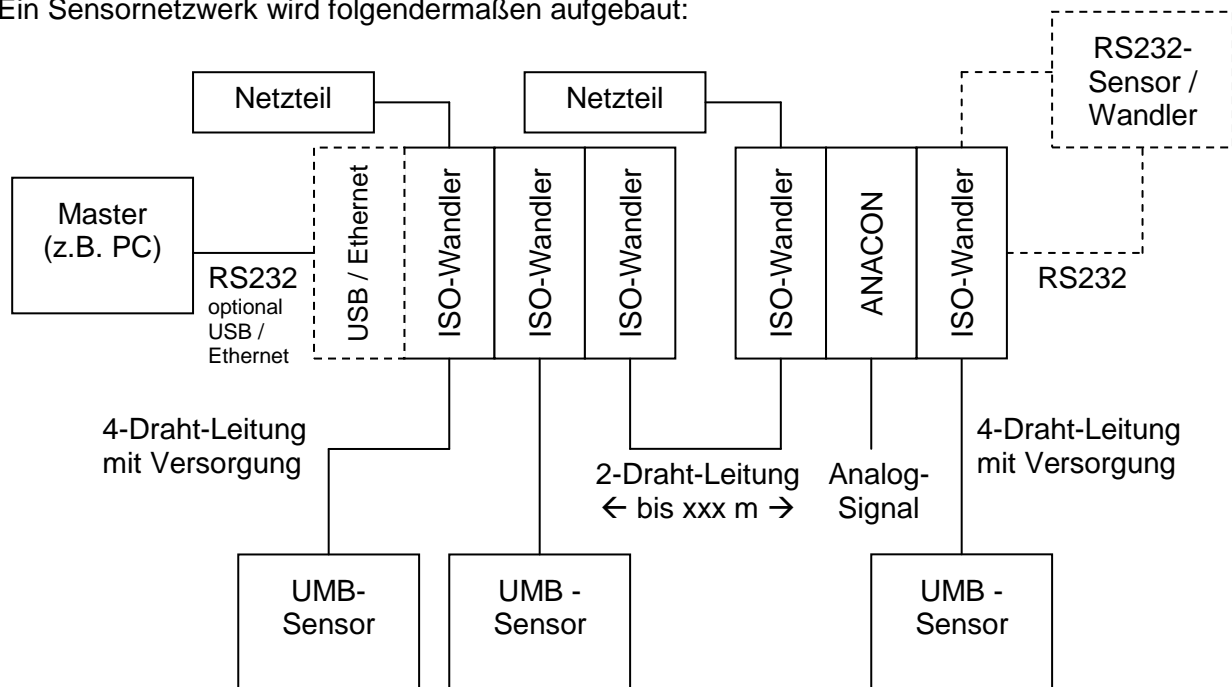 Ein Sensornetzwerk wird folgendermaßen aufgebaut:
RS232-
Sensor /
Wandler
Netzteil
Netzteil
Master
(z.B. PC)
RS232
optional
USB /
Ethernet
USB / Ethernet
ISO-Wandler
ISO-Wandler
ISO-Wandler
ISO-Wandler
ANACON
ISO-Wandler
RS232
4-Draht-Leitung
mit Versorgung
2-Draht-Leitung
← bis xxx m →
Analog-
Signal
4-Draht-Leitung
mit Versorgung
UMB-
Sensor
UMB -
Sensor
UMB -
Sensor